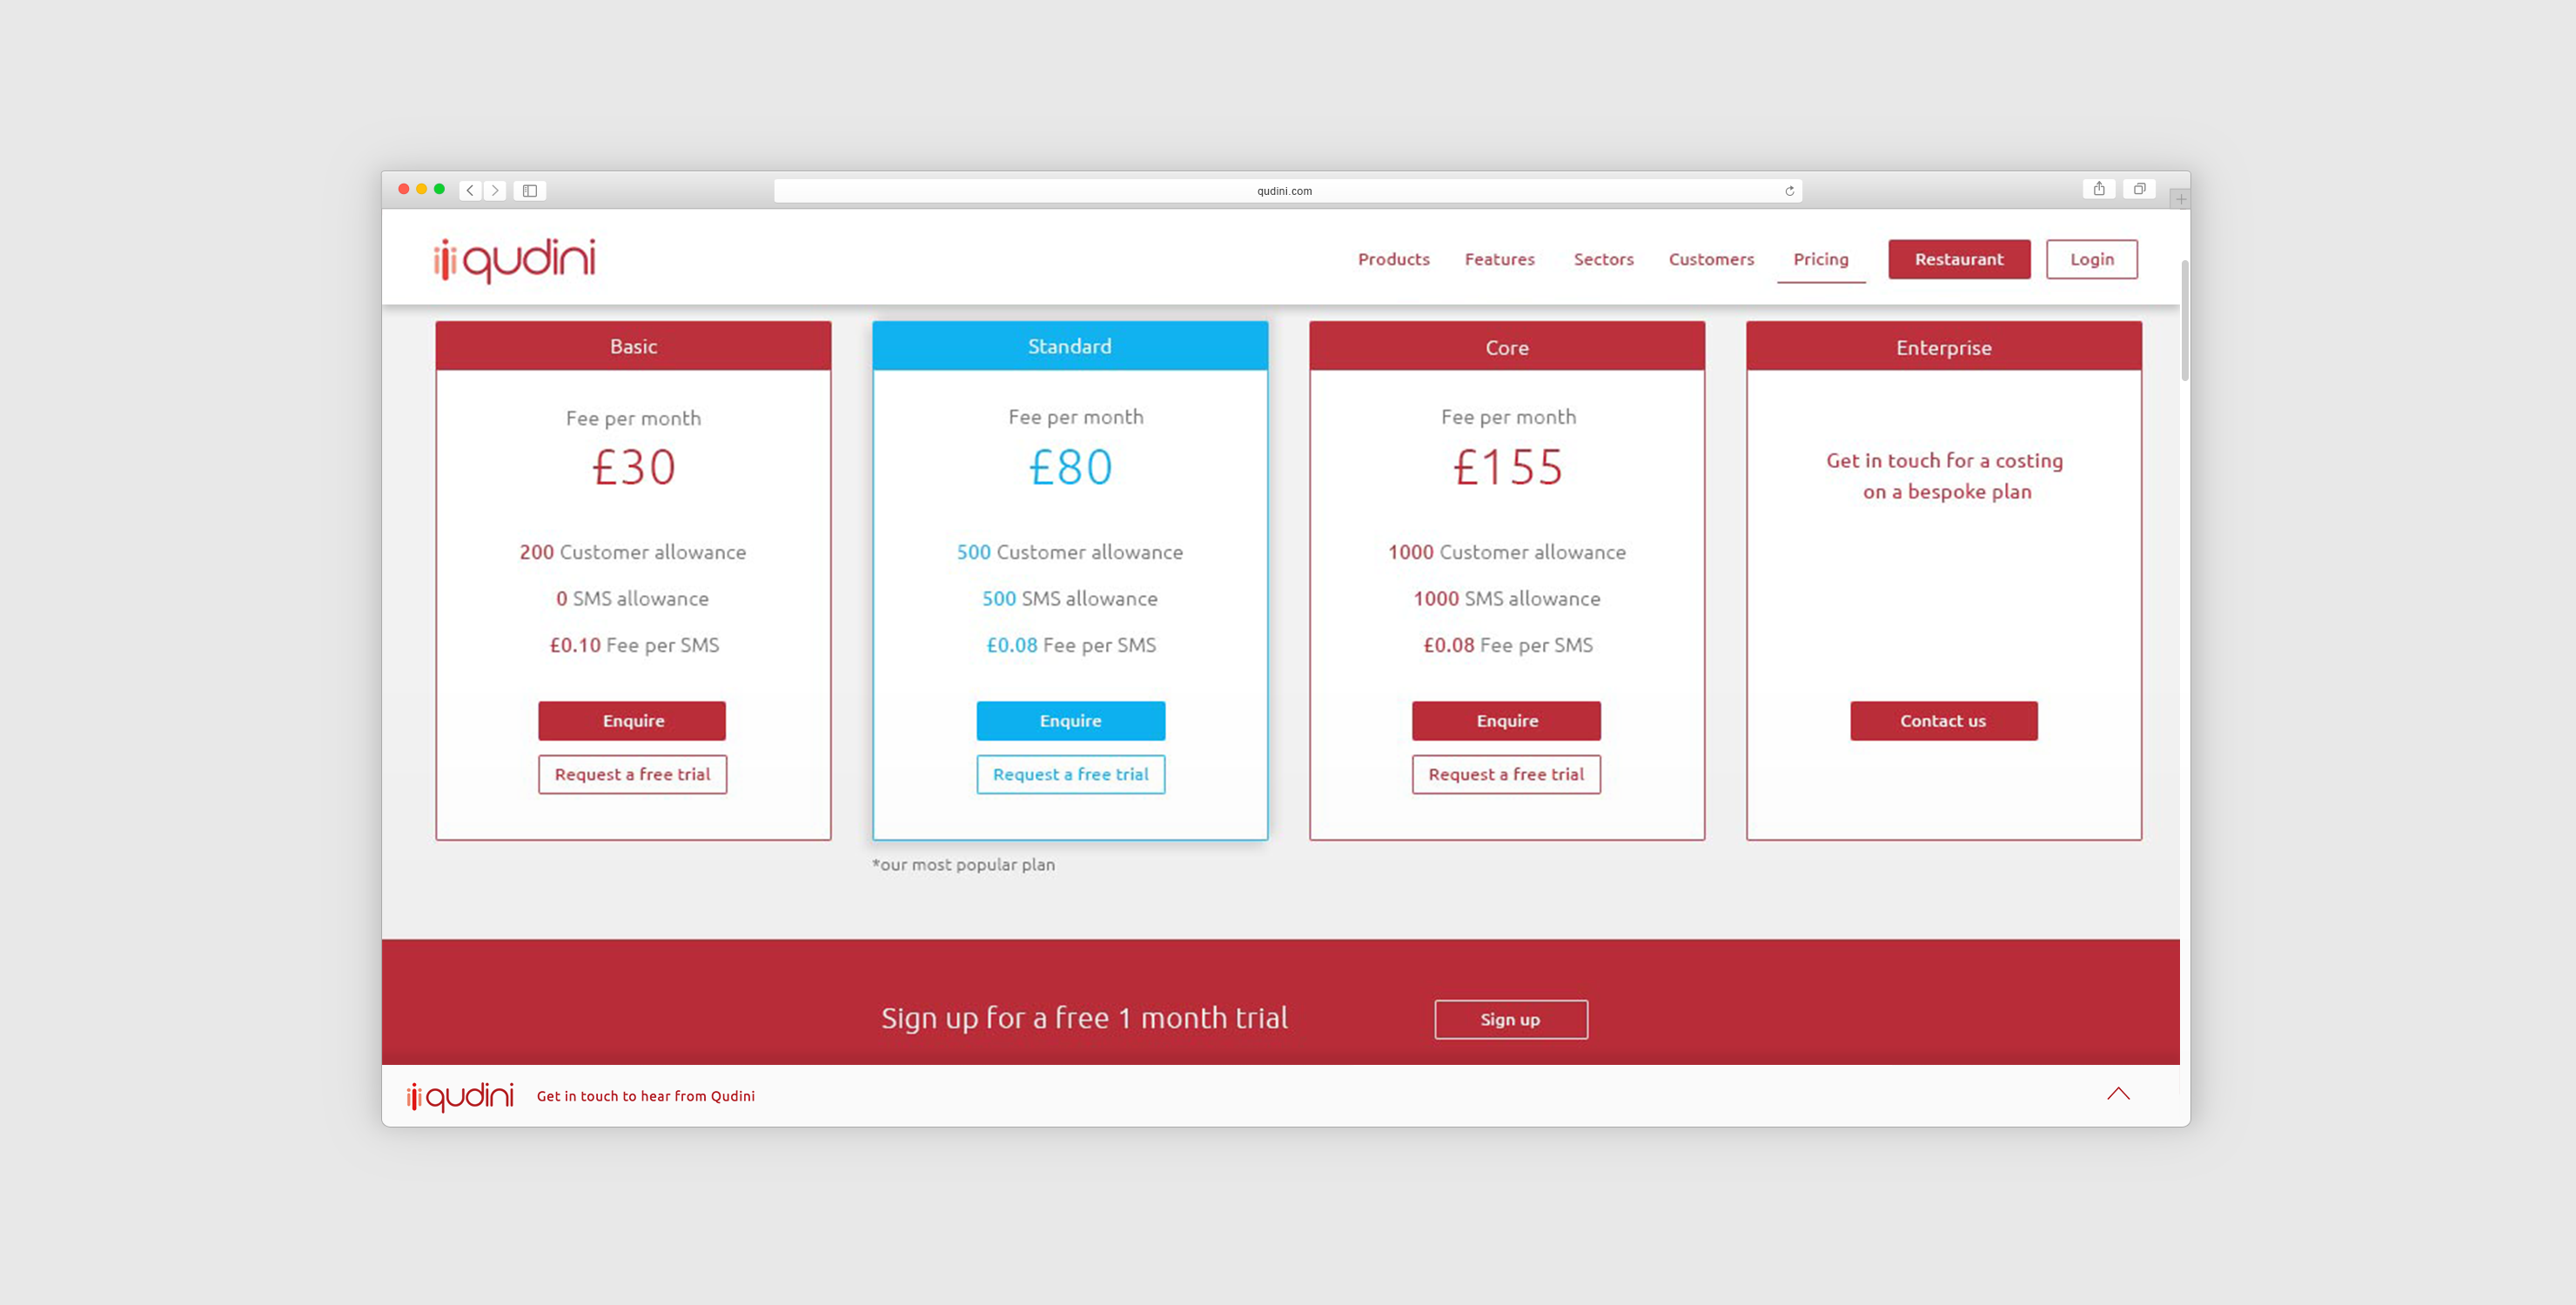 qudini.com
qudini
Products Features Sectors Customers Pricing Restaurant Login
Basic
Fee per month
£30
200 Customer allowance
0 SMS allowance
£0.10 Fee per SMS
Enquire
Request a free trial
Standard
Fee per month
£80
500 Customer allowance
500 SMS allowance
£0.08 Fee per SMS
Enquire
Request a free trial
*our most popular plan
Core
Fee per month
£155
1000 Customer allowance
1000 SMS allowance
£0.08 Fee per SMS
Enquire
Request a free trial
Enterprise
Get in touch for a costing
on a bespoke plan
Contact us
Sign up for a free 1 month trial
Sign up
qudini
Get in touch to hear from Qudini